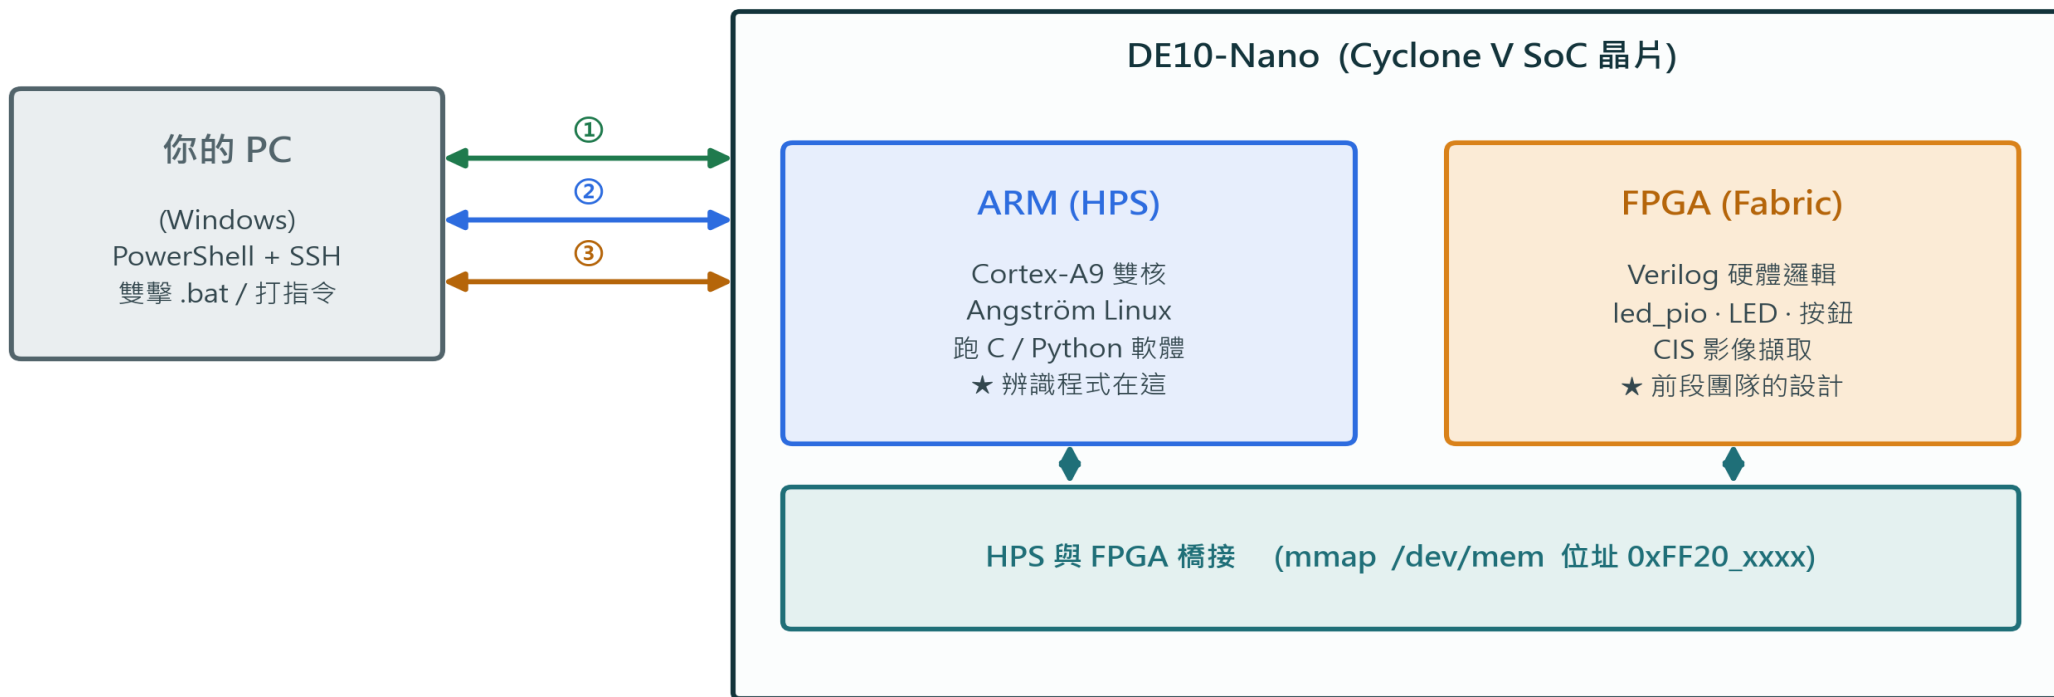 DE10-Nano (Cyclone V SoC 晶片)
你的 PC
(Windows)
PowerShell + SSH
雙擊 .bat / 打指令
①
②
③
ARM (HPS)
Cortex-A9 雙核
Angström Linux
跑 C / Python 軟體
★ 辨識程式在這
FPGA (Fabric)
Verilog 硬體邏輯
led_pio · LED · 按鈕
CIS 影像擷取
★ 前段團隊的設計
HPS 與 FPGA 橋接 (mmap /dev/mem 位址 0xFF20_xxxx)